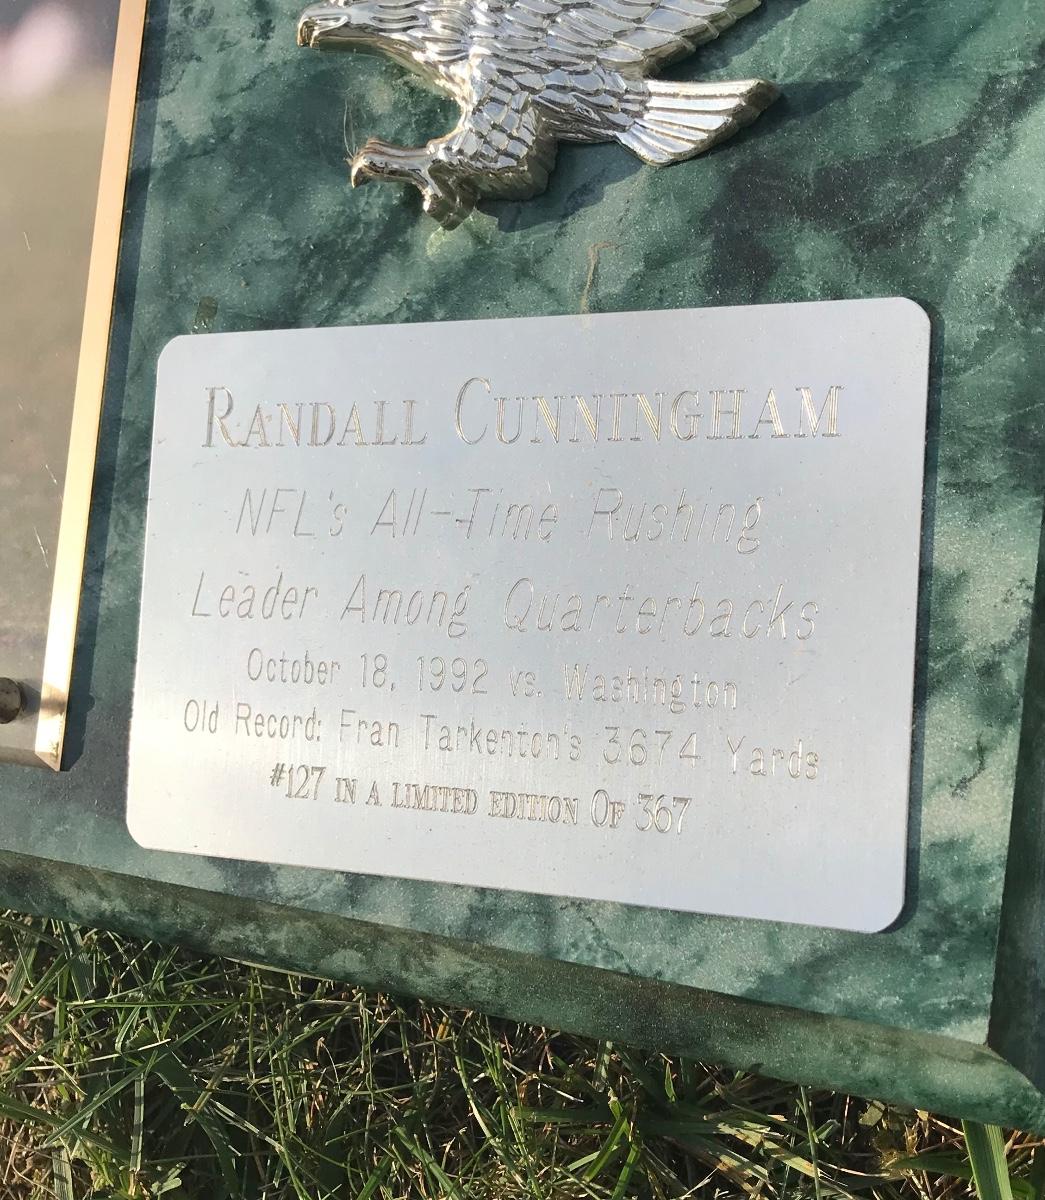 RANDALL CUNNINGHAM
NFL's All-Time Rushing
Leader Among Quarterbacks
October 18, 1992 vs. Washington
Old Record: Fran Tarkenton's 3674 Yards
#127 IN A LIMITED EDITION OF 367